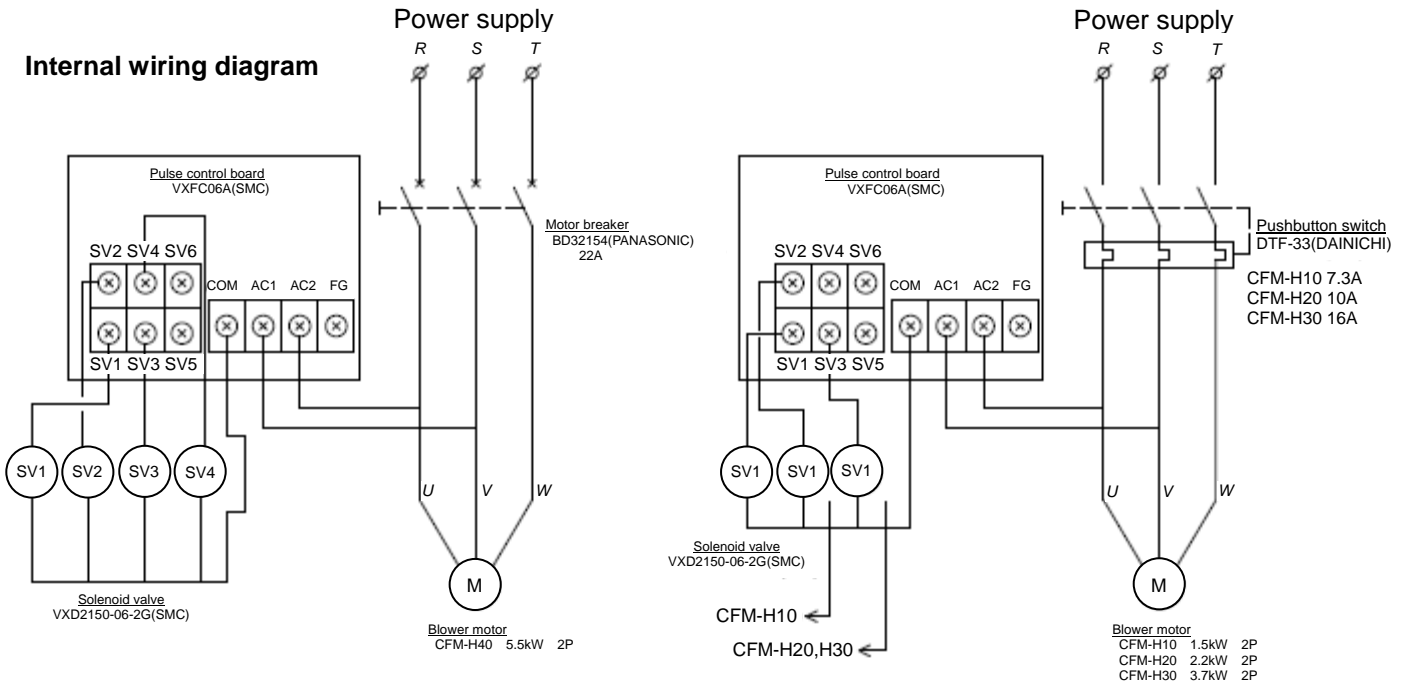 Internal wiring diagram
Power supply
R S T
Pulse control board
VXFC06A(SMC)
SV2 SV4 SV6
COM AC1 AC2 FG
SV1 SV3 SV5
Motor breaker
BD32154(PANASONIC)
22A
SV1 SV2 SV3 SV4
U V W
M
Solenoid valve
VXD2150-06-2G(SMC)
Blower motor
CFM-H40 5.5kW 2P
Power supply
R S T
Pulse control board
VXFC06A(SMC)
SV2 SV4 SV6
COM AC1 AC2 FG
SV1 SV3 SV5
Pushbutton switch
DTF-33(DAINICHI)
CFM-H10 7.3A
CFM-H20 10A
CFM-H30 16A
SV1 SV1 SV1
U V W
M
Solenoid valve
VXD2150-06-2G(SMC)
CFM-H10
CFM-H20,H30
Blower motor
CFM-H10 1.5kW 2P
CFM-H20 2.2kW 2P
CFM-H30 3.7kW 2P